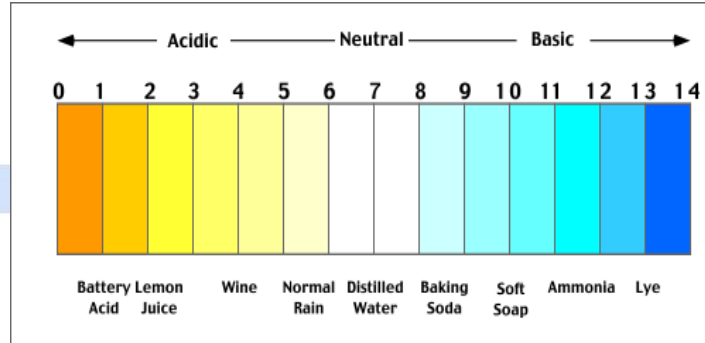 Acidic Neutral Basic
0 1 2 3 4 5 6 7 8 9 10 11 12 13 14
Battery Lemon Wine Normal Distilled Baking Soft Ammonia Lye
Acid Juice Rain Water Soda Soap